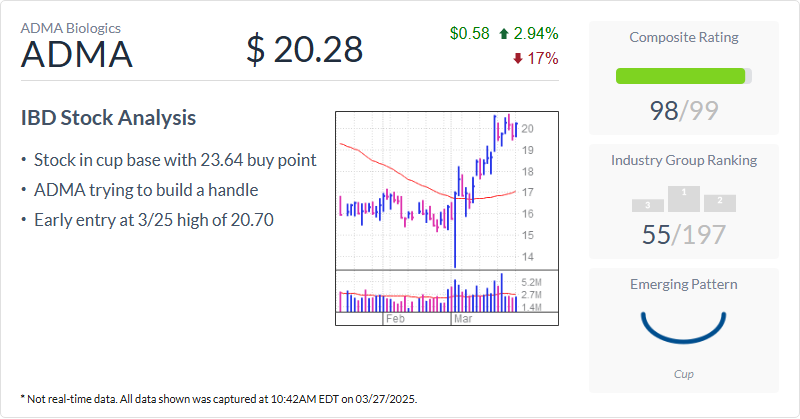 ADMA Biologics
ADMA
$ 20.28
$0.58 2.94%
17%
IBD Stock Analysis
• Stock in cup base with 23.64 buy point
• ADMA trying to build a handle
• Early entry at 3/25 high of 20.70
20
19
18
17
16
15
14
5.2M
2.7M
1.4M
Feb Mar
Composite Rating
98/99
Industry Group Ranking
3 1 2
55/197
Emerging Pattern
Cup
* Not real-time data. All data shown was captured at 10:42AM EDT on 03/27/2025.